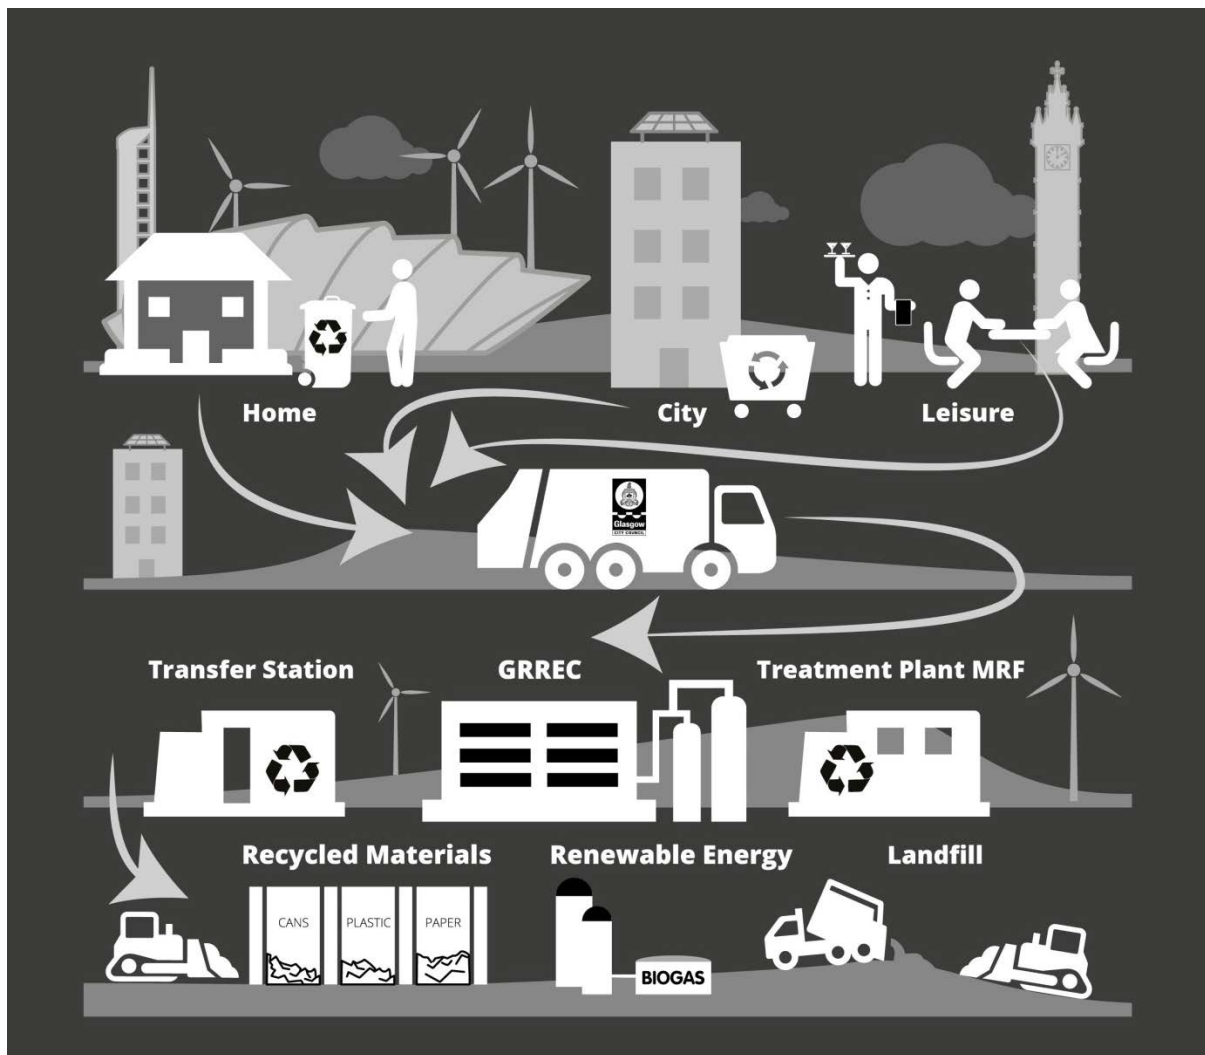 Home
City
Leisure
Glasgow
CITY COUNCIL
Transfer Station
GRREC
Treatment Plant MRF
Recycled Materials
Renewable Energy
Landfill
CANS
PLASTIC
PAPER
BIOGAS